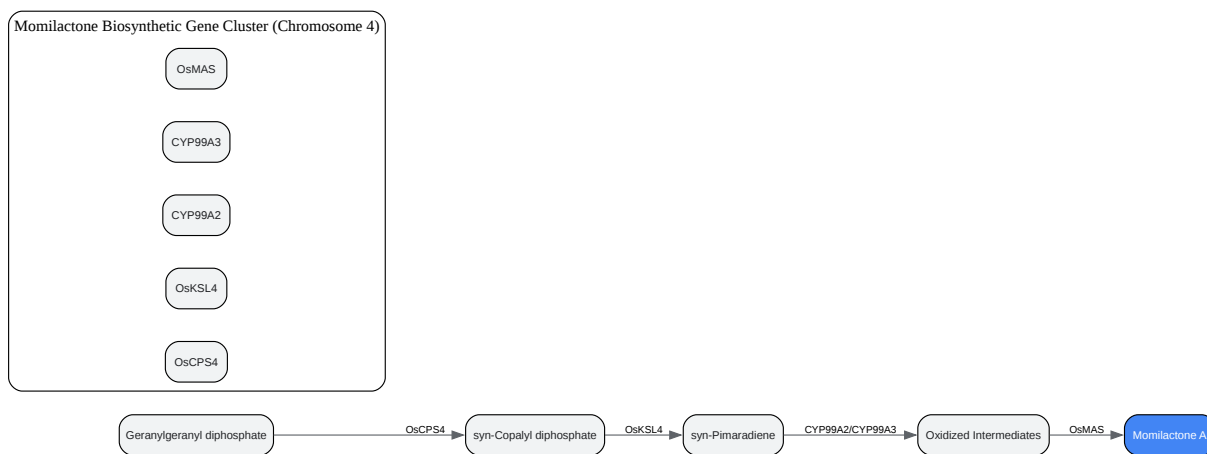 Momilactone Biosynthetic Gene Cluster (Chromosome 4)
OsMAS
CYP99A3
CYP99A2
OsKSL4
OsCPS4
Geranylgeranyl diphosphate
OsCPS4
syn-Copalyl diphosphate
OsKSL4
syn-Pimaradiene
CYP99A2/CYP99A3
Oxidized Intermediates
OsMAS
Momilactone A